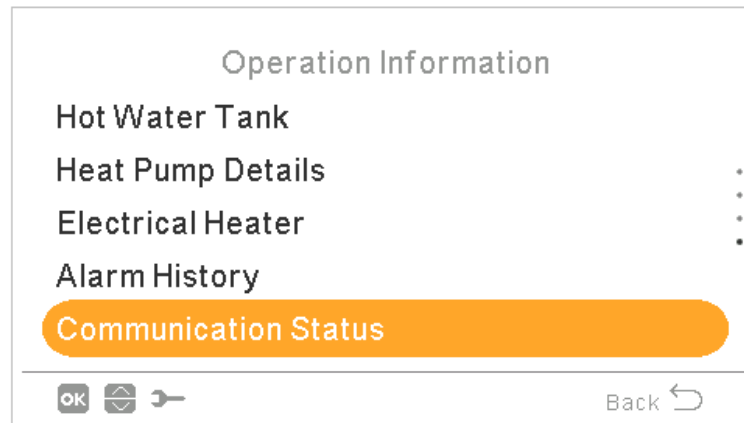 Operation Information
Hot Water Tank
Heat Pump Details
Electrical Heater
Alarm History
Communication Status
OK
Back